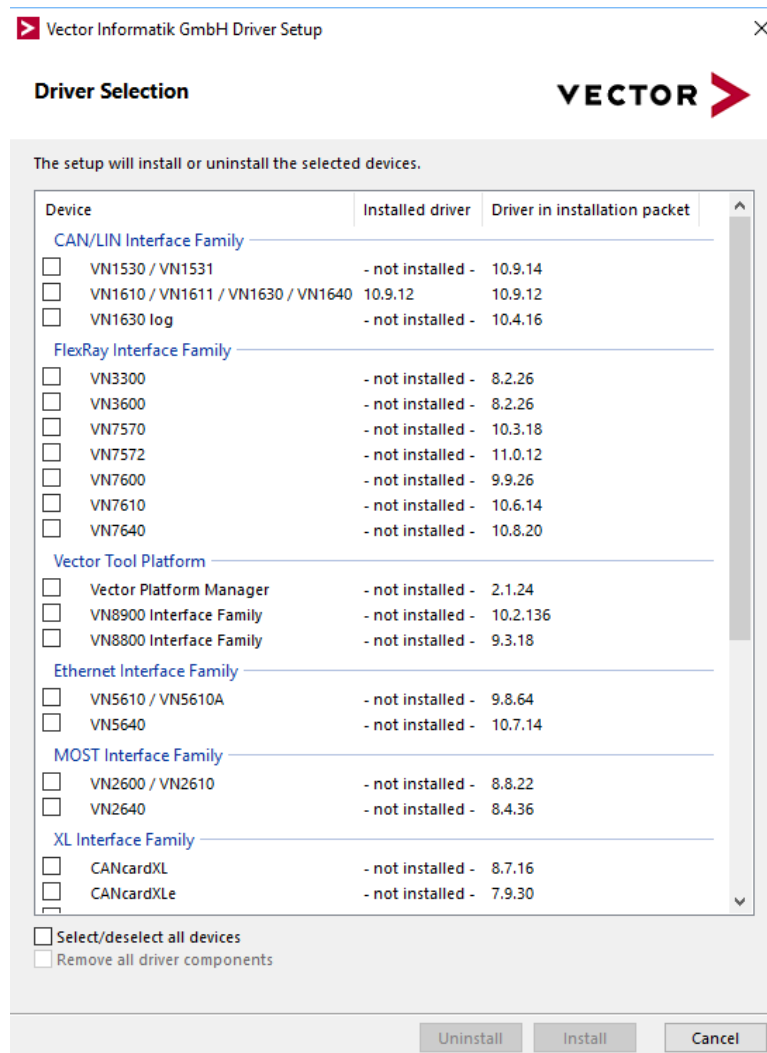 Vector Informatik GmbH Driver Setup
Driver Selection
VECTOR
The setup will install or uninstall the selected devices.
Device Installed driver Driver in installation packet
CAN/LIN Interface Family
VN1530 / VN1531 - not installed - 10.9.14
VN1610 / VN1611 / VN1630 / VN1640 10.9.12 10.9.12
VN1630 log - not installed - 10.4.16
FlexRay Interface Family
VN3300 - not installed - 8.2.26
VN3600 - not installed - 8.2.26
VN7570 - not installed - 10.3.18
VN7572 - not installed - 11.0.12
VN7600 - not installed - 9.9.26
VN7610 - not installed - 10.6.14
VN7640 - not installed - 10.8.20
Vector Tool Platform
Vector Platform Manager - not installed - 2.1.24
VN8900 Interface Family - not installed - 10.2.136
VN8800 Interface Family - not installed - 9.3.18
Ethernet Interface Family
VN5610 / VN5610A - not installed - 9.8.64
VN5640 - not installed - 10.7.14
MOST Interface Family
VN2600 / VN2610 - not installed - 8.8.22
VN2640 - not installed - 8.4.36
XL Interface Family
CANcardXL - not installed - 8.7.16
CANcardXLe - not installed - 7.9.30
Select/deselect all devices
Remove all driver components
Uninstall Install Cancel